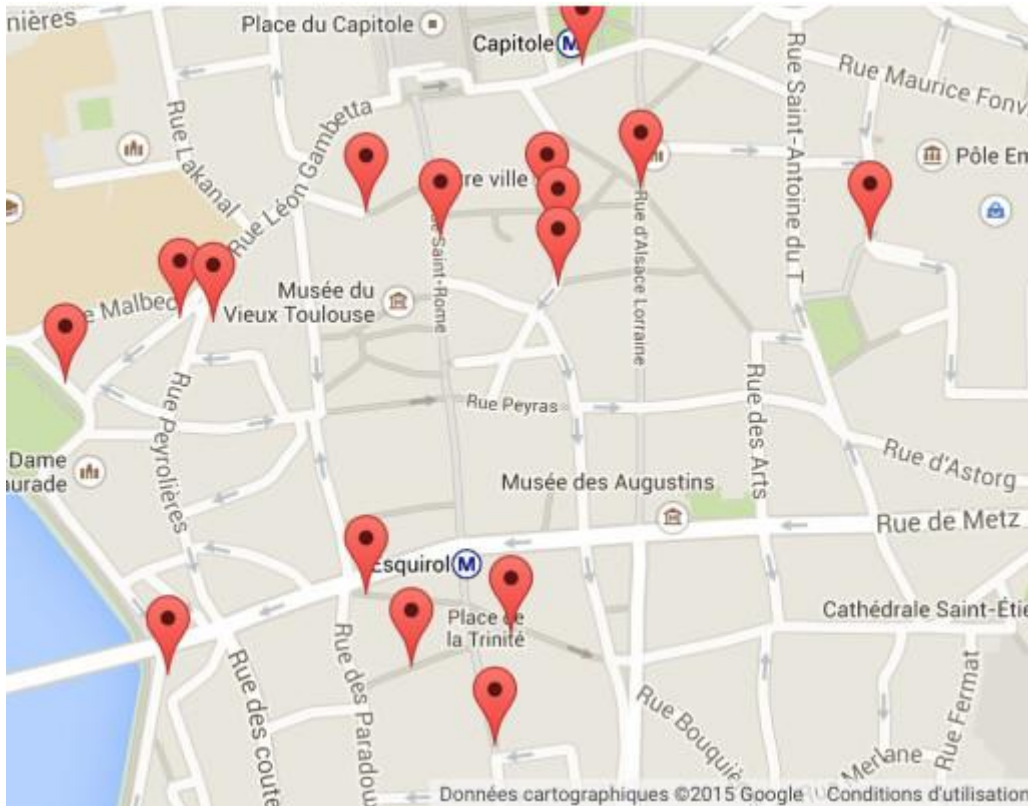 nières
Place du Capitole
Capitole M
Rue Maurice Fonv
Rue Saint-Antoine du T
Rue Lakanal
Rue Léon Gambetta
Pôle Em
re ville
Saint-Rome
Rue d'Alsace Lorraine
Musée du
Vieux Toulouse
Malbec
Rue Peyras
Rue Peyrolières
Rue des Arts
Rue d'Astorg
Dame
urade
Musée des Augustins
Rue de Metz
Esquirol M
Place de
la Trinité
Cathédrale Saint-Étie
Rue des Paradou
Rue des coute
Rue Bouquiè
Rue Merlane
Rue Fermat
Données cartographiques ©2015 Google
Conditions d'utilisation